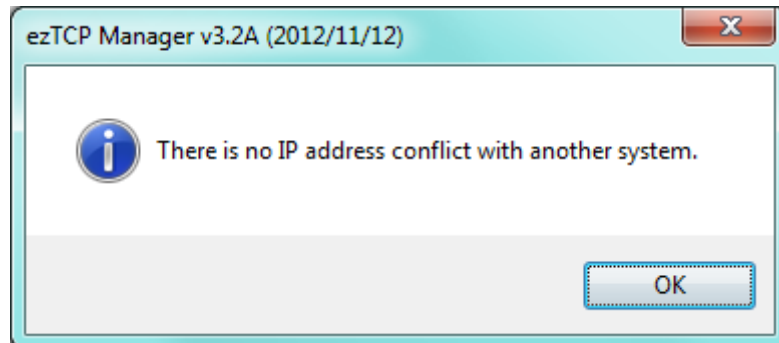 ezTCP Manager v3.2A (2012/11/12)
There is no IP address conflict with another system.
OK